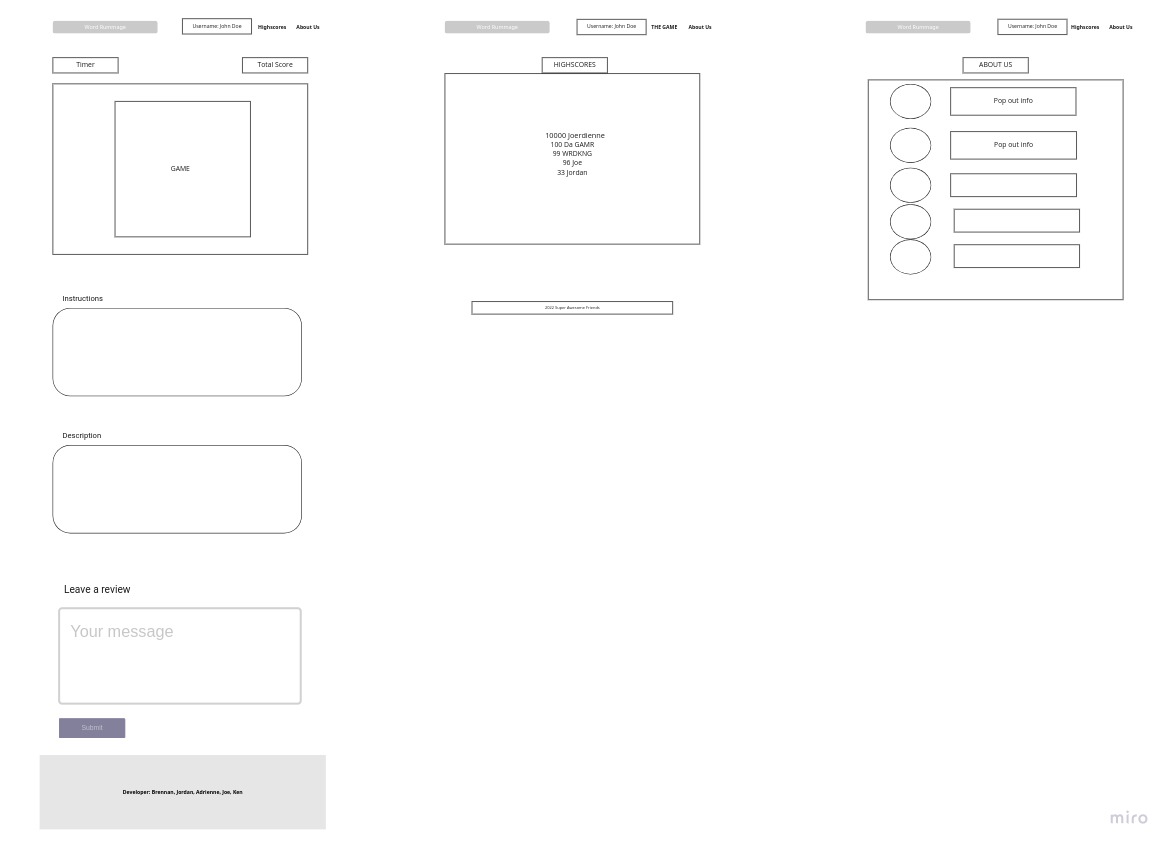 Word Rummage
Username: John Doe
Highscores
About Us
Timer
Total Score
GAME
Instructions
Description
Leave a review
Your message
Submit
Developer: Brennan, Jordan, Adrienne, Joe, Ken
Word Rummage
Username: John Doe
THE GAME
About Us
HIGHSCORES
10000 Joerdienne
100 Da GAMR
99 WRDKNG
96 Joe
33 Jordan
2022 Super Awesome Friends
Word Rummage
Username: John Doe
Highscores
About Us
ABOUT US
Pop out info
Pop out info
miro